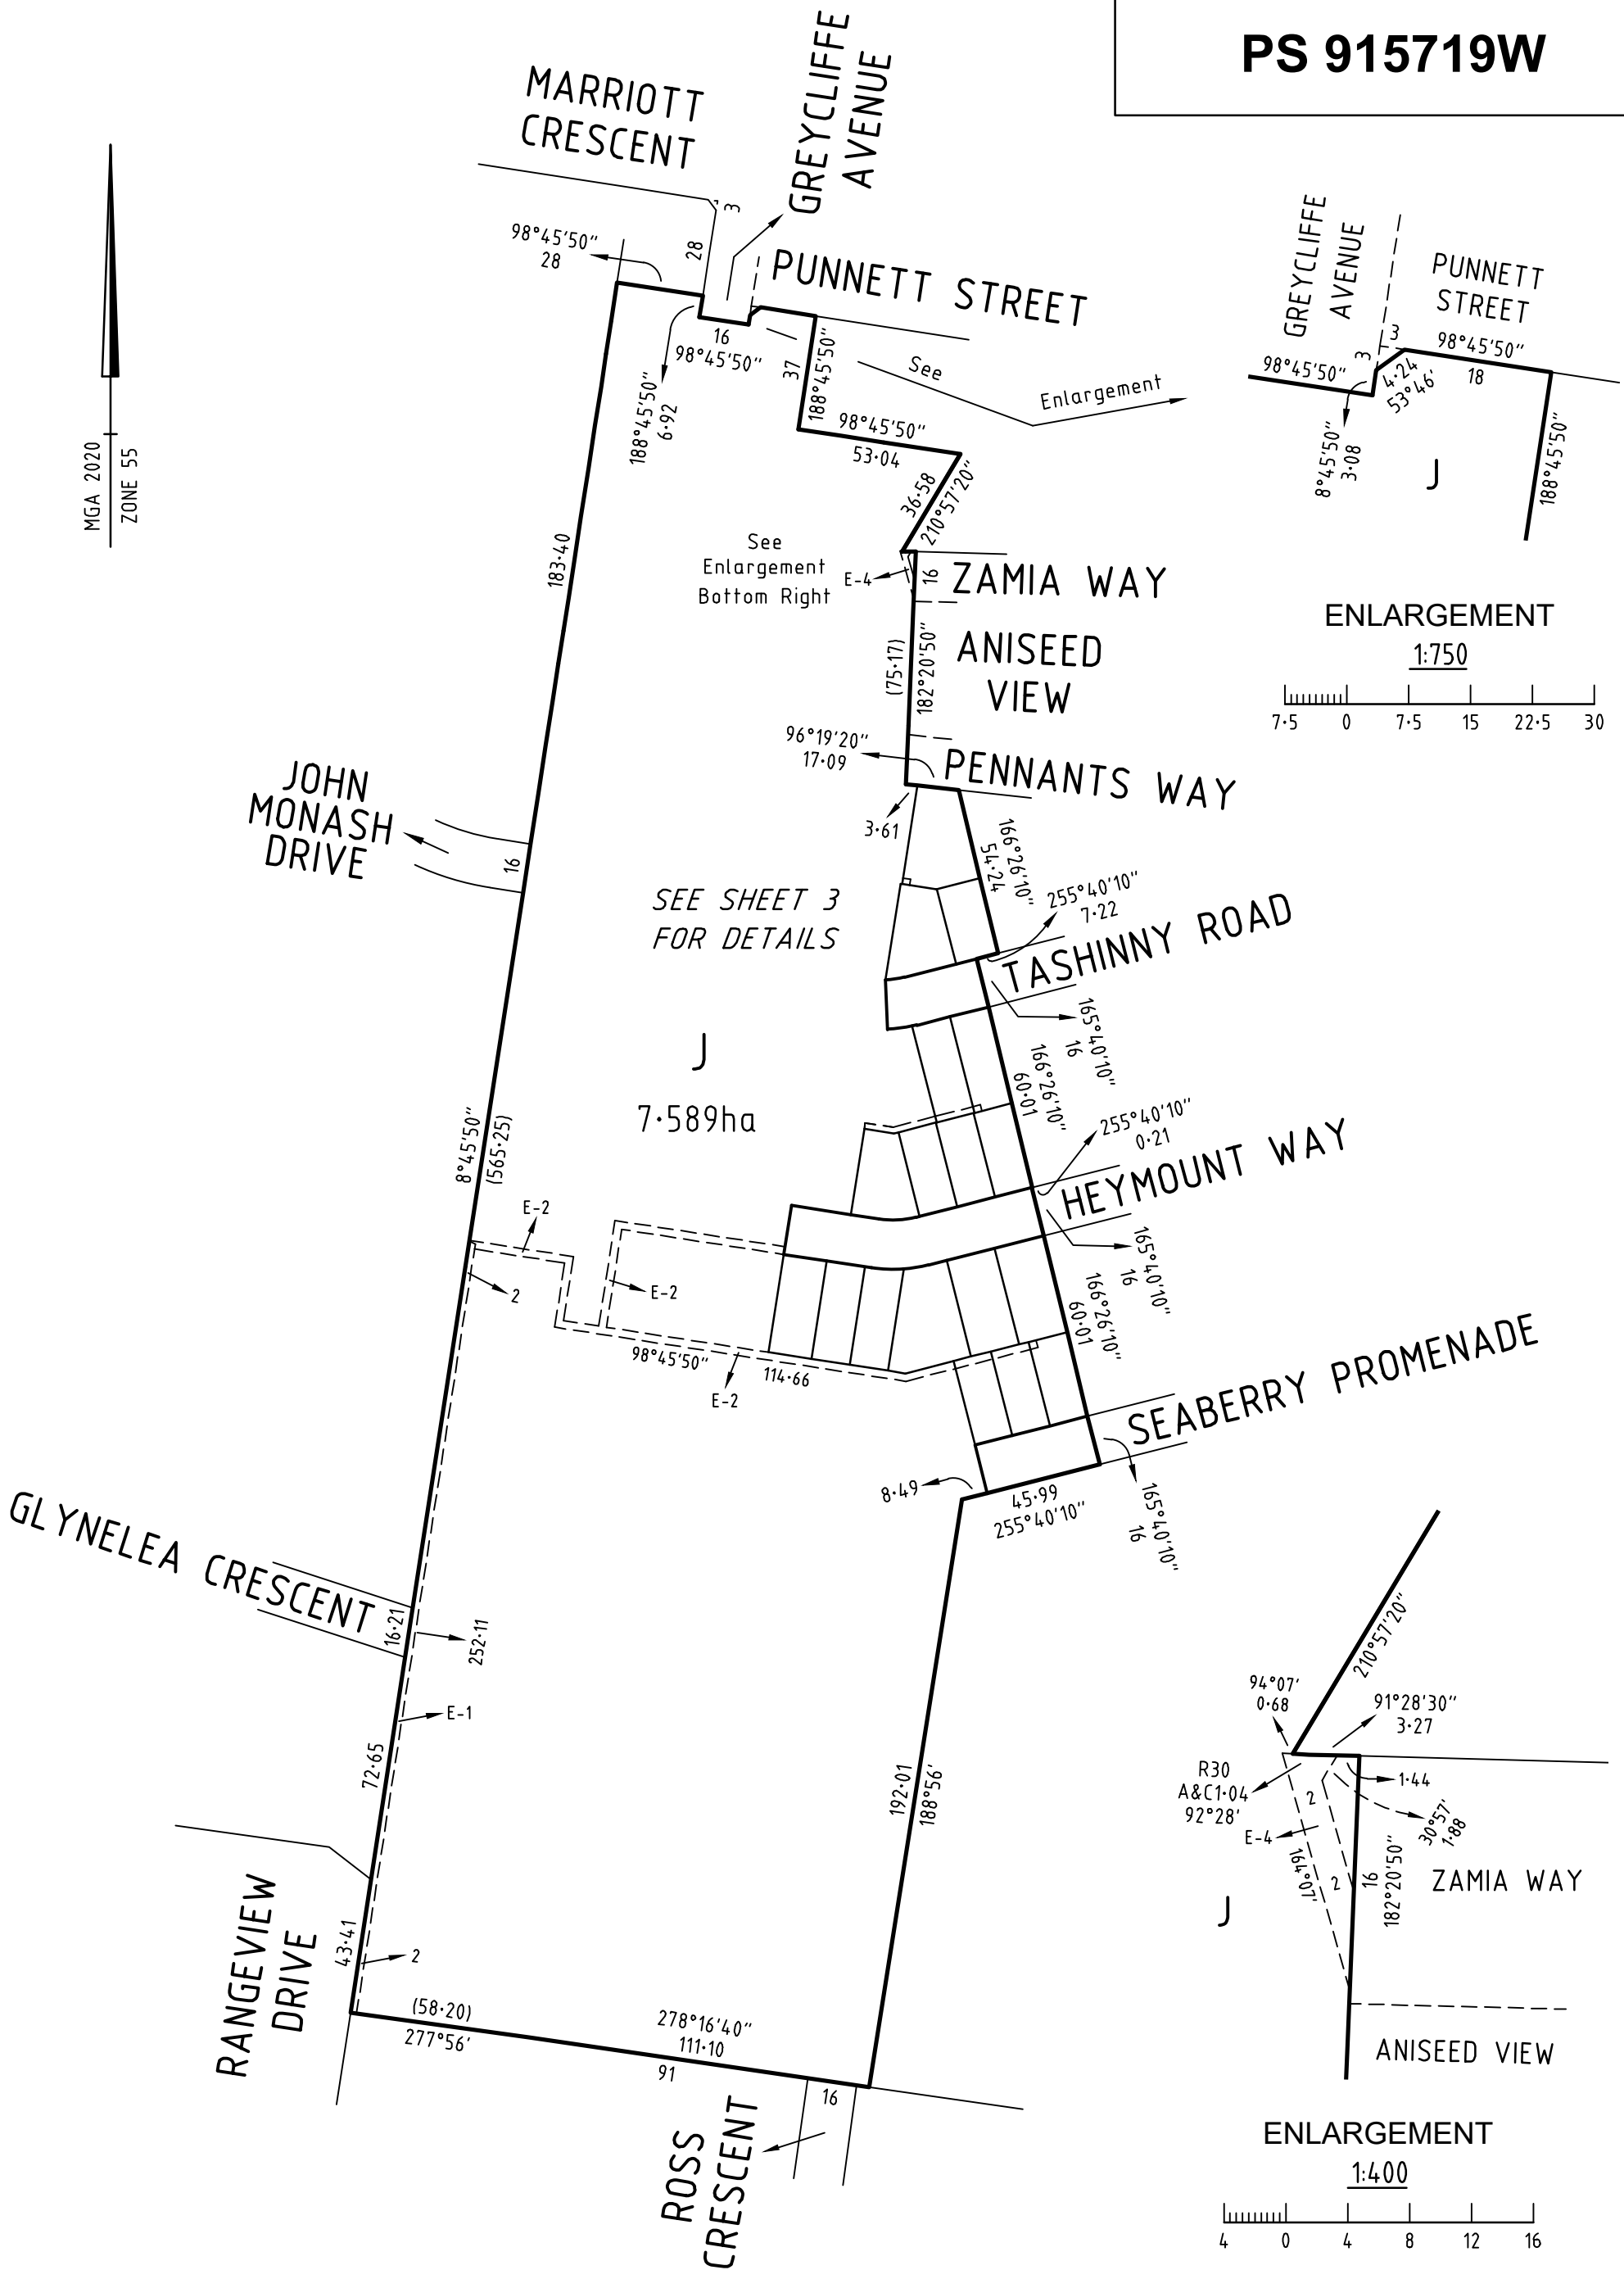 PS 915719W
MARRIOTT
CRESCENT
GREYCLIFFE
AVENUE
3
28
98°45'50"
28
PUNNETT STREET
16
98°45'50"
188°45'50"
6·92
37
188°45'50"
See
Enlargement
98°45'50"
53·04
36·58
210°57'20"
MGA 2020
ZONE 55
GREYCLIFFE
AVENUE
PUNNETT
STREET
3
3
98°45'50"
18
98°45'50"
4·24
53°46'
8°45'50"
3·08
188°45'50"
J
ENLARGEMENT
1:750
7·5 0 7·5 15 22·5 30
183·40
See
Enlargement
Bottom Right
E-4
16
ZAMIA WAY
(75·17)
182°20'50"
ANISEED
VIEW
96°19'20"
17·09
PENNANTS WAY
3·61
JOHN
MONASH
DRIVE
16
SEE SHEET 3
FOR DETAILS
166°26'10"
54·24
255°40'10"
7·22
TASHINNY ROAD
165°40'10"
16
J
7·589ha
166°26'10"
60·01
255°40'10"
0·21
HEYMOUNT WAY
165°40'10"
16
8°45'50"
(565·25)
E-2
2
E-2
98°45'50"
114·66
E-2
166°26'10"
60·01
SEABERRY PROMENADE
8·49
45·99
255°40'10"
165°40'10"
16
GLYNELEA CRESCENT
16·21
252·11
E-1
72·65
192·01
188°56'
RANGEVIEW
DRIVE
43·41
2
(58·20)
277°56'
278°16'40"
111·10
91
16
ROSS
CRESCENT
210°57'20"
94°07'
0·68
91°28'30"
3·27
R30
A&C1·04
92°28'
1·44
2
30°57'
1·88
E-4
164°07'
2
16
182°20'50"
ZAMIA WAY
J
ANISEED VIEW
ENLARGEMENT
1:400
4 0 4 8 12 16